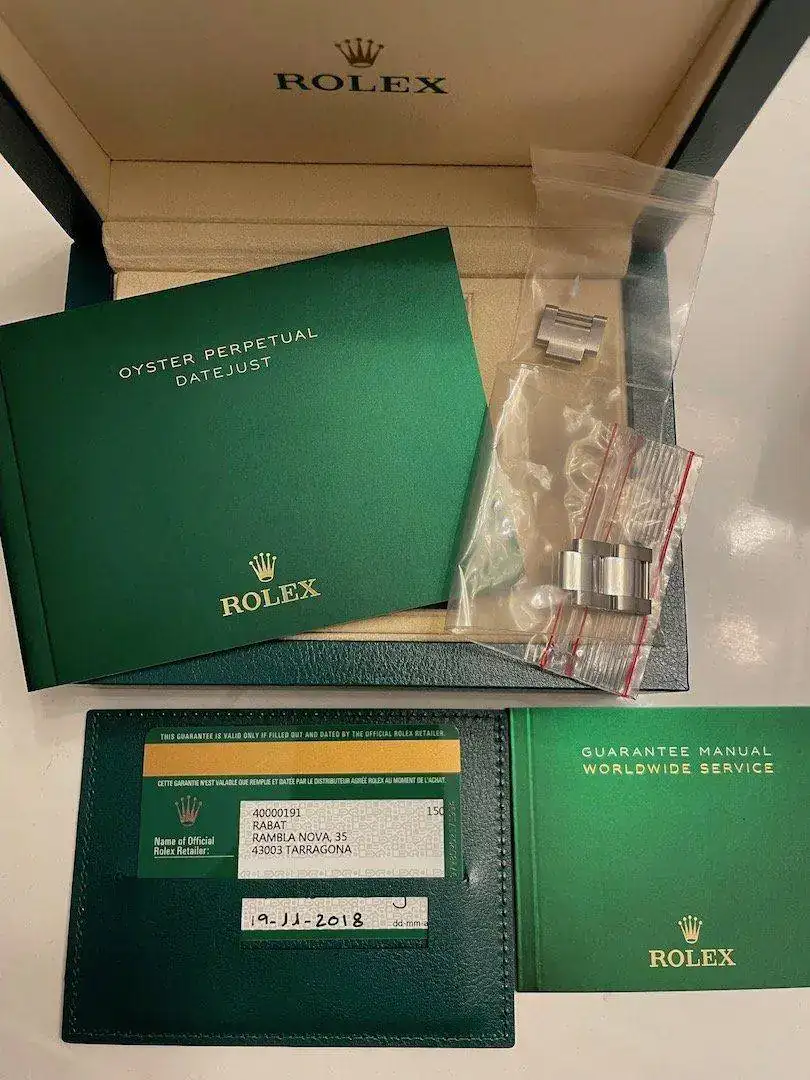 ROLEX
OYSTER PERPETUAL
DATEJUST
ROLEX
THIS GUARANTEE IS VALID ONLY IF FILLED OUT AND DATED BY THE OFFICIAL ROLEX RETAILER.
CETTE GARANTIE N'EST VALABLE QUE REMPLIE ET DATÉE PAR LE DISTRIBUTEUR AGRÉÉ ROLEX AU MOMENT DE L'ACHAT.
Name of Official
Rolex Retailer:
40000191 150
RABAT
RAMBLA NOVA, 35
43003 TARRAGONA
19-11-2018 dd-mm-a
GUARANTEE MANUAL
WORLDWIDE SERVICE
ROLEX